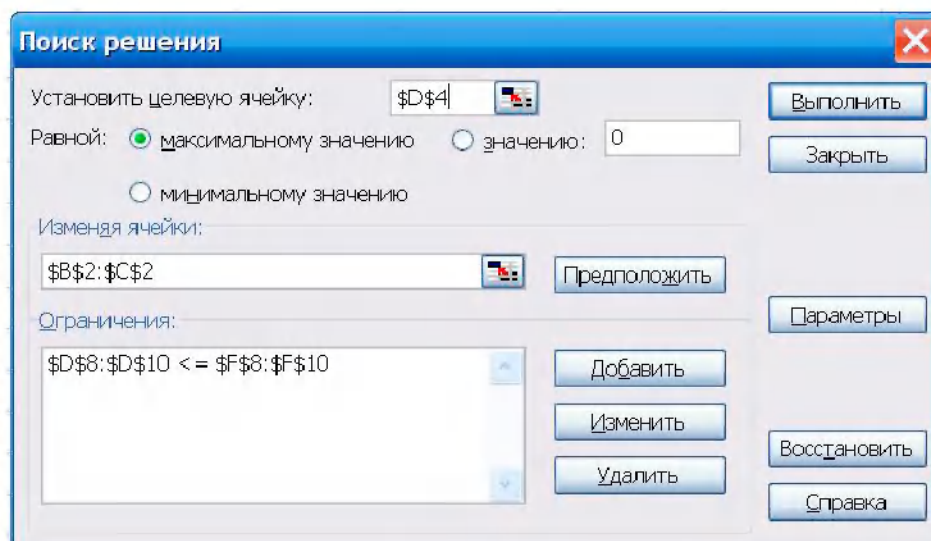 Поиск решения
Установить целевую ячейку: $D$4 Выполнить
Равной: максимальному значению значению: 0 Закрыть
минимальному значению
Изменяя ячейки:
$B$2:$C$2 Предположить
Ограничения: Параметры
$D$8:$D$10 <= $F$8:$F$10 Добавить
Изменить
Восстановить
Удалить
Справка